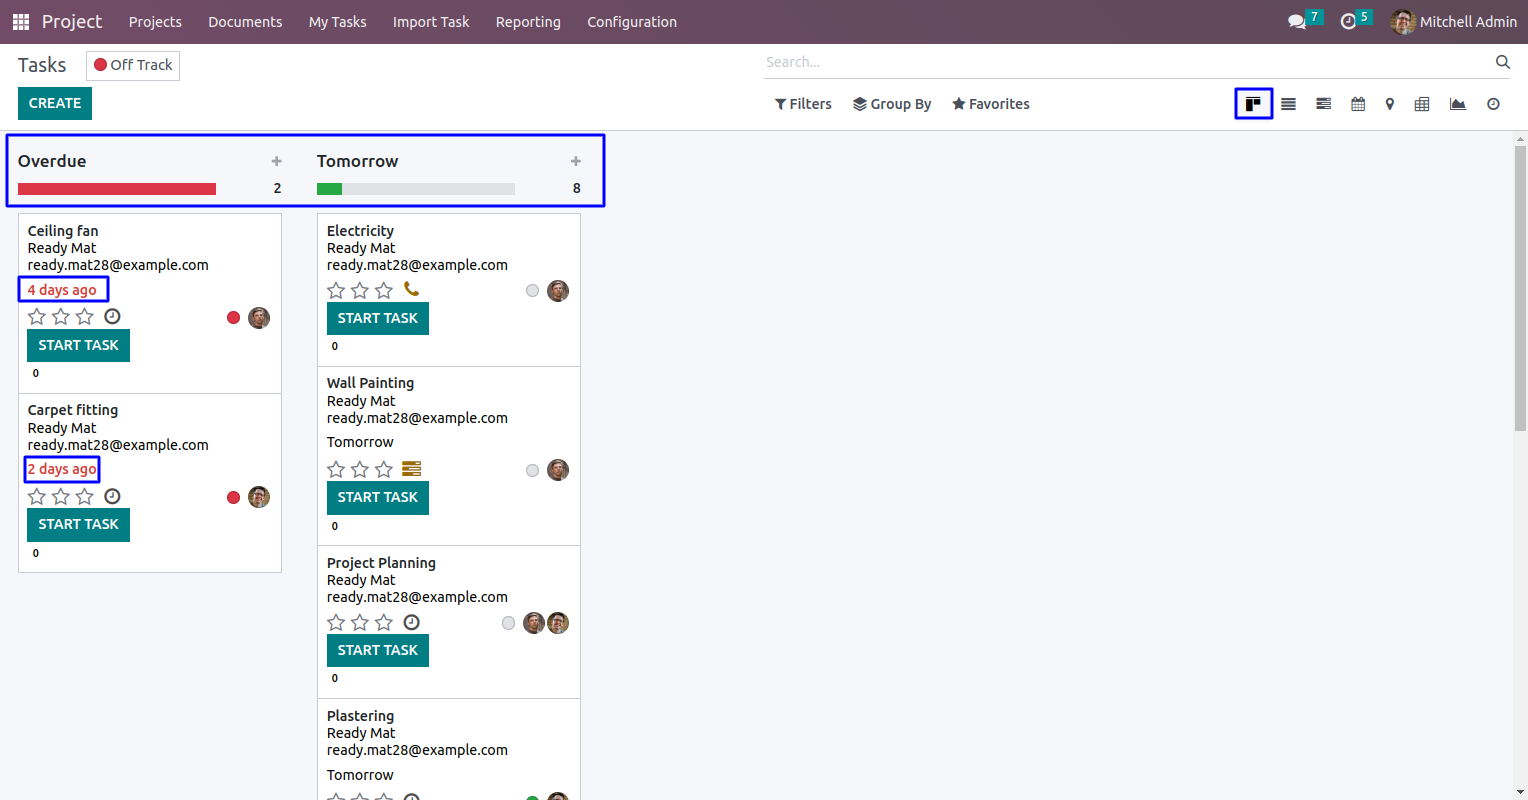 Project Projects Documents My Tasks Import Task Reporting Configuration 7 5 Mitchell Admin
Tasks Off Track Search...
CREATE Filters Group By Favorites
Overdue +
2
Tomorrow +
8
Ceiling fan
Ready Mat
ready.mat28@example.com
4 days ago
START TASK
0
Carpet fitting
Ready Mat
ready.mat28@example.com
2 days ago
START TASK
0
Electricity
Ready Mat
ready.mat28@example.com
START TASK
0
Wall Painting
Ready Mat
ready.mat28@example.com
Tomorrow
START TASK
0
Project Planning
Ready Mat
ready.mat28@example.com
START TASK
0
Plastering
Ready Mat
ready.mat28@example.com
Tomorrow